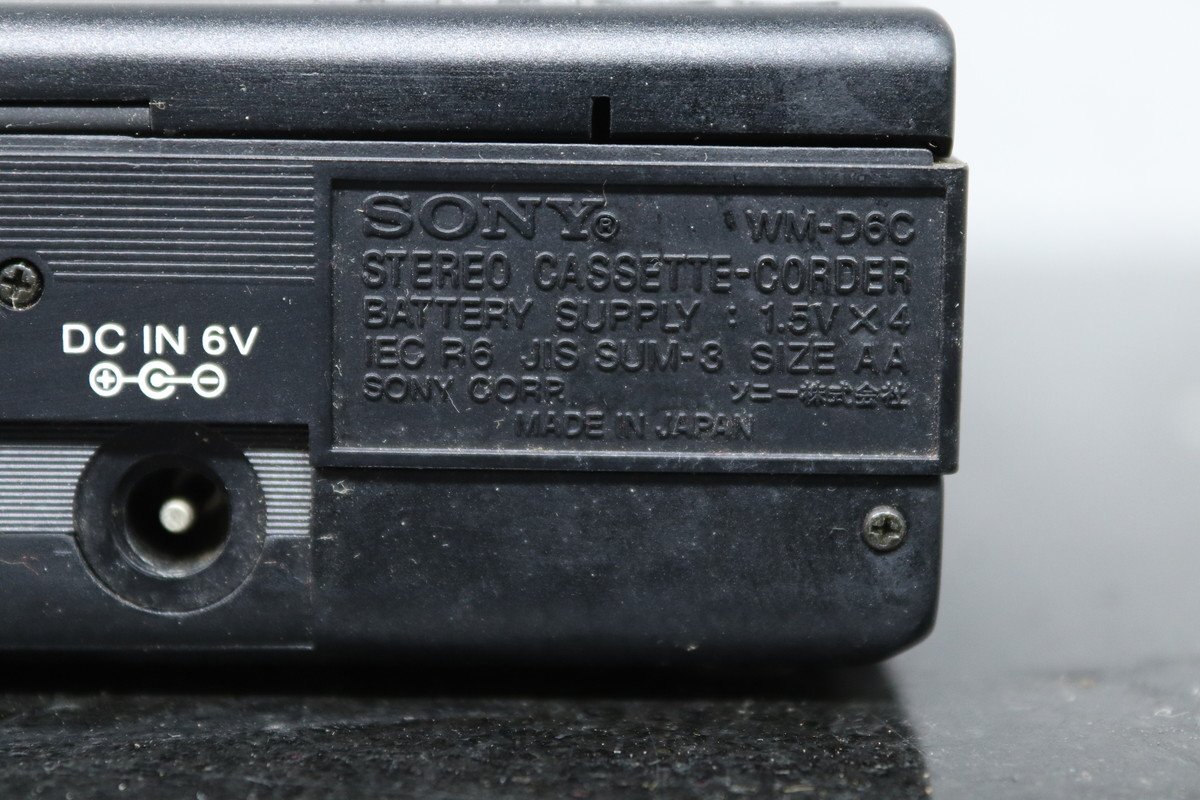 SONY® WM-D6C
STEREO CASSETTE-CORDER
BATTERY SUPPLY : 1.5V×4
IEC R6 JIS SUM-3 SIZE AA
SONY CORP. ソニー株式会社
MADE IN JAPAN
DC IN 6V